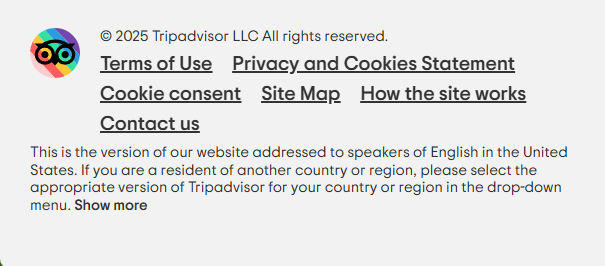 © 2025 Tripadvisor LLC All rights reserved.
Terms of Use Privacy and Cookies Statement
Cookie consent Site Map How the site works
Contact us
This is the version of our website addressed to speakers of English in the United
States. If you are a resident of another country or region, please select the
appropriate version of Tripadvisor for your country or region in the drop-down
menu. Show more